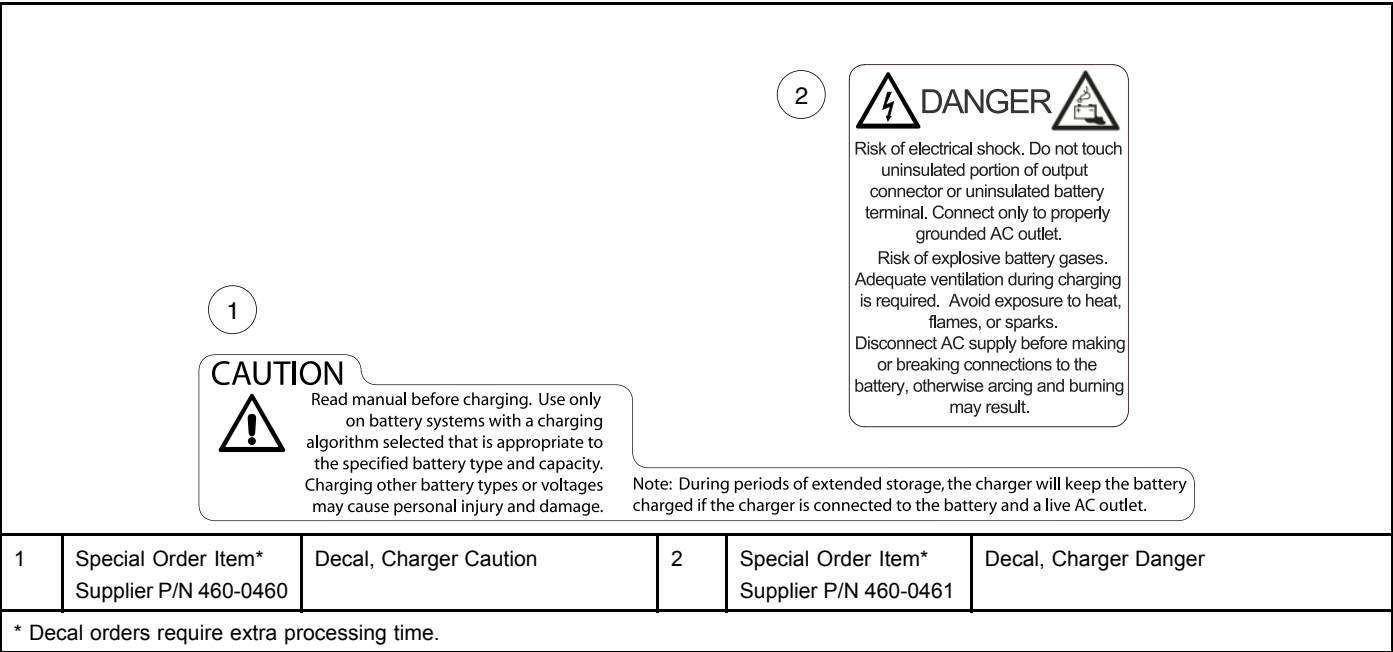 2
DANGER
Risk of electrical shock. Do not touch
uninsulated portion of output
connector or uninsulated battery
terminal. Connect only to properly
grounded AC outlet.
Risk of explosive battery gases.
Adequate ventilation during charging
is required. Avoid exposure to heat,
flames, or sparks.
Disconnect AC supply before making
or breaking connections to the
battery, otherwise arcing and burning
may result.
1
CAUTION
Read manual before charging. Use only
on battery systems with a charging
algorithm selected that is appropriate to
the specified battery type and capacity.
Charging other battery types or voltages
may cause personal injury and damage.
Note: During periods of extended storage, the charger will keep the battery
charged if the charger is connected to the battery and a live AC outlet.
1 Special Order Item* Decal, Charger Caution 2 Special Order Item* Decal, Charger Danger
Supplier P/N 460-0460 Supplier P/N 460-0461
* Decal orders require extra processing time.